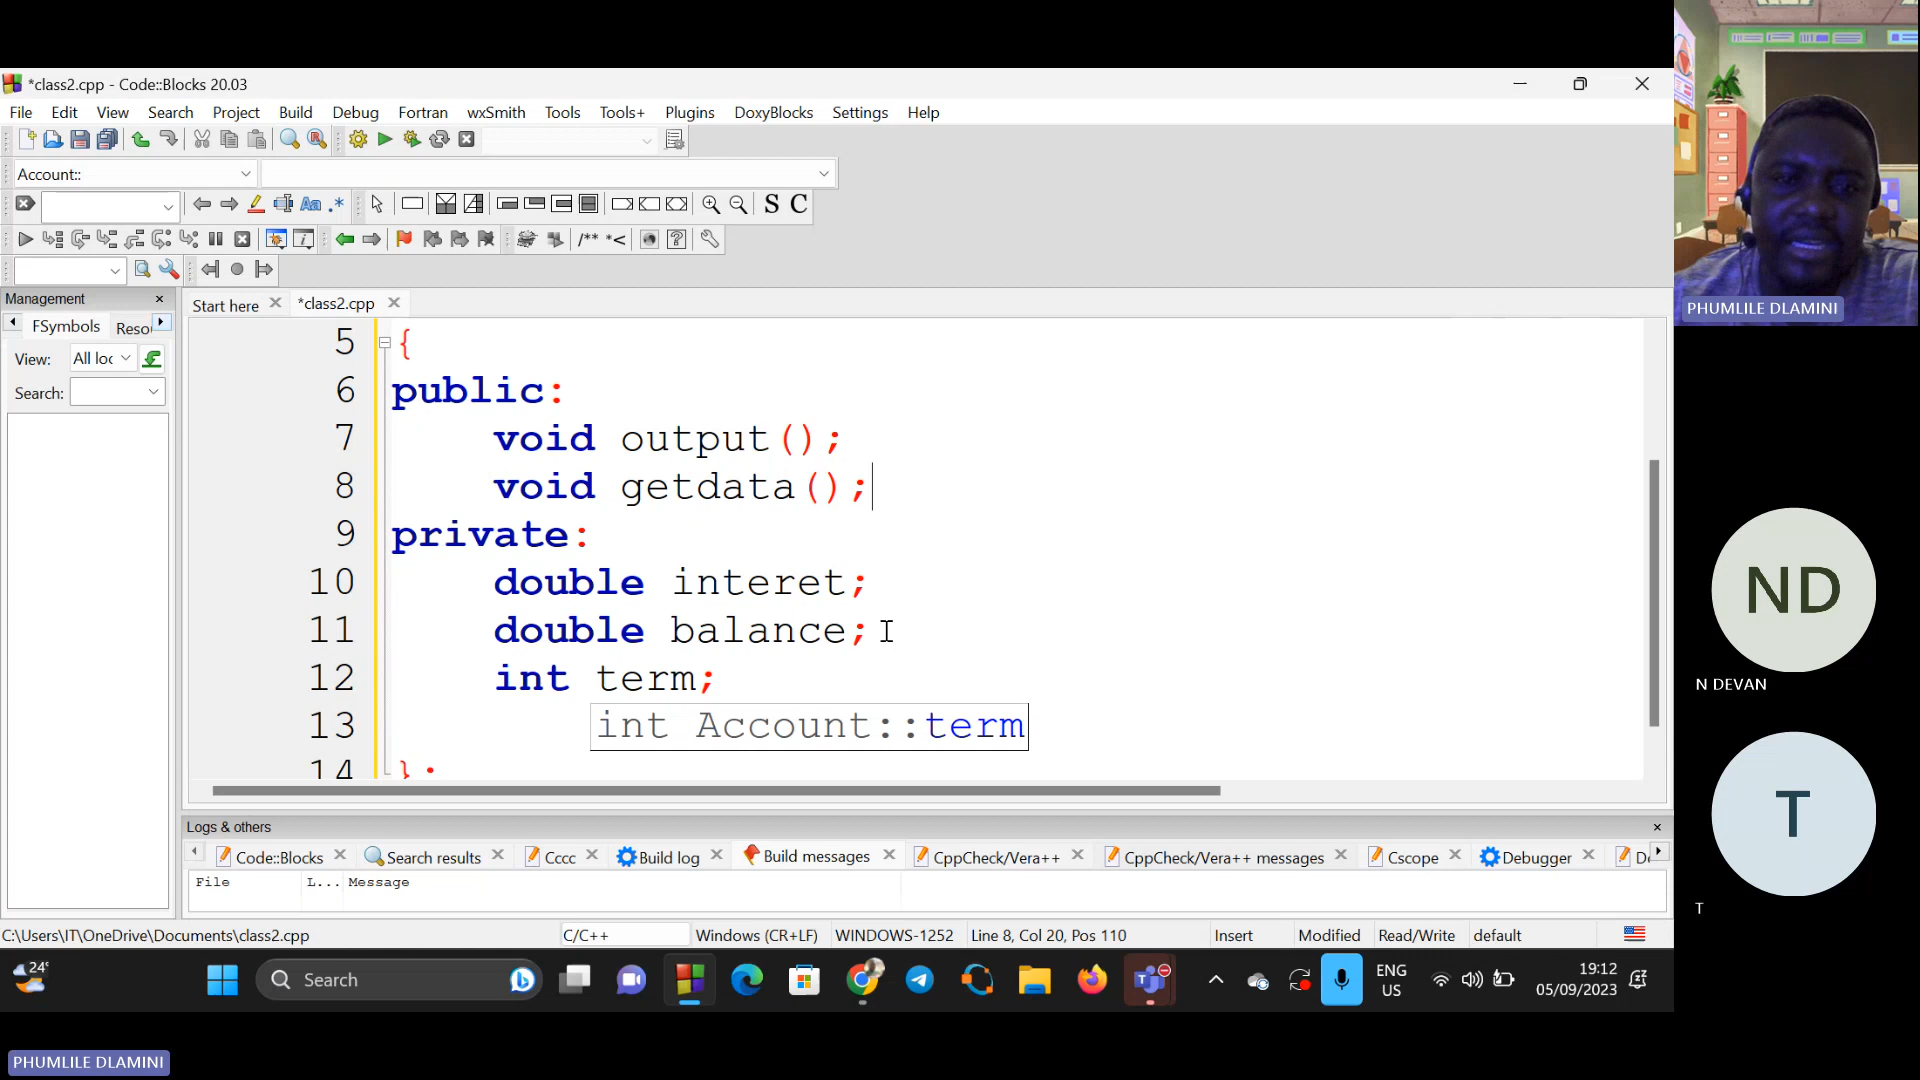 *class2.cpp - Code::Blocks 20.03
File Edit View Search Project Build Debug Fortran wxSmith Tools Tools+ Plugins DoxyBlocks Settings Help
Account::
S C
/** *<
Management
Start here *class2.cpp
FSymbols Reso
View: All loc
Search:
5 {
6 public:
7 void output();
8 void getdata();
9 private:
10 double interet;
11 double balance;
12 int term;
13 int Account::term
14 };
Logs & others
Code::Blocks Search results Cccc Build log Build messages CppCheck/Vera++ CppCheck/Vera++ messages Cscope Debugger
File L... Message
C:\Users\IT\OneDrive\Documents\class2.cpp C/C++ Windows (CR+LF) WINDOWS-1252 Line 8, Col 20, Pos 110 Insert Modified Read/Write default
24°
Search
ENG
US
19:12
05/09/2023
PHUMLILE DLAMINI
PHUMLILE DLAMINI
ND
N DEVAN
T
T